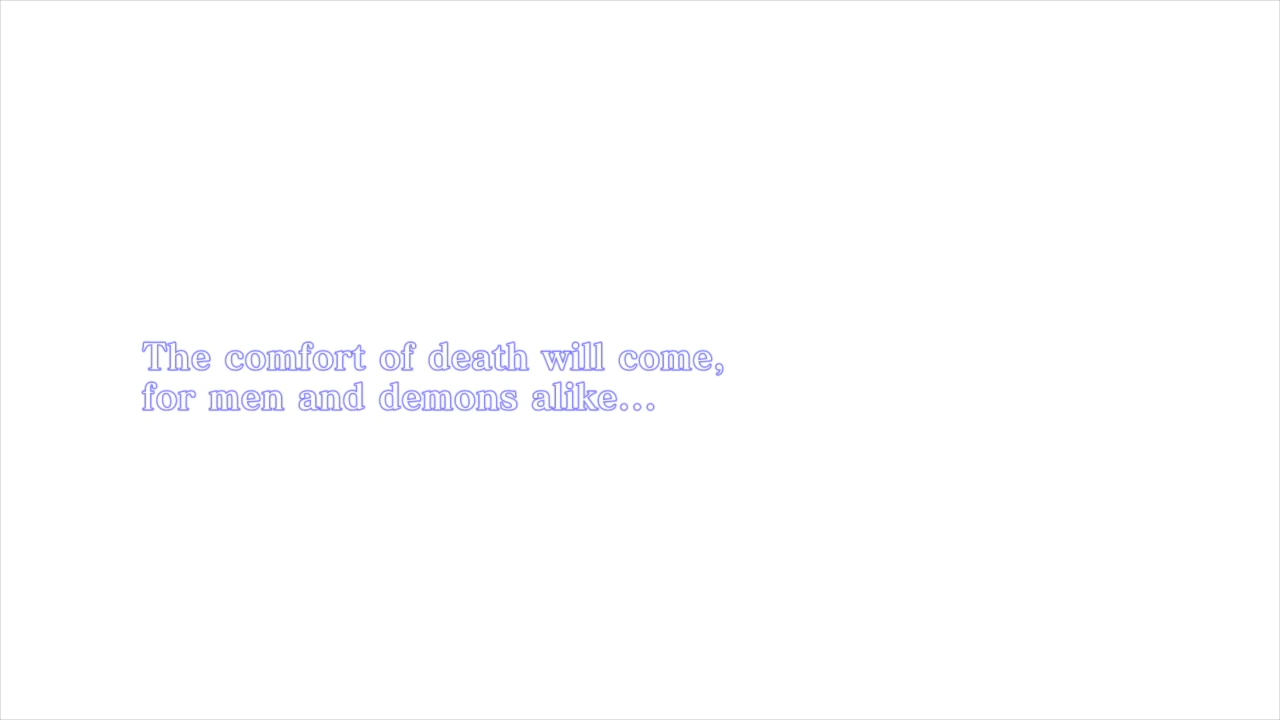 The comfort of death will come,
for men and demons alike...